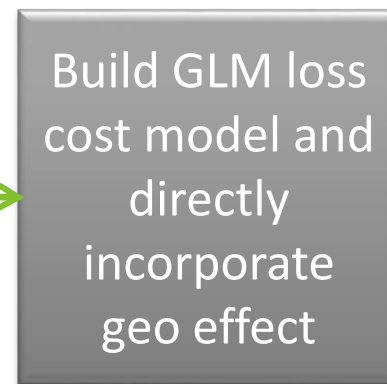 Build GLM loss
cost model and
directly
incorporate
geo effect